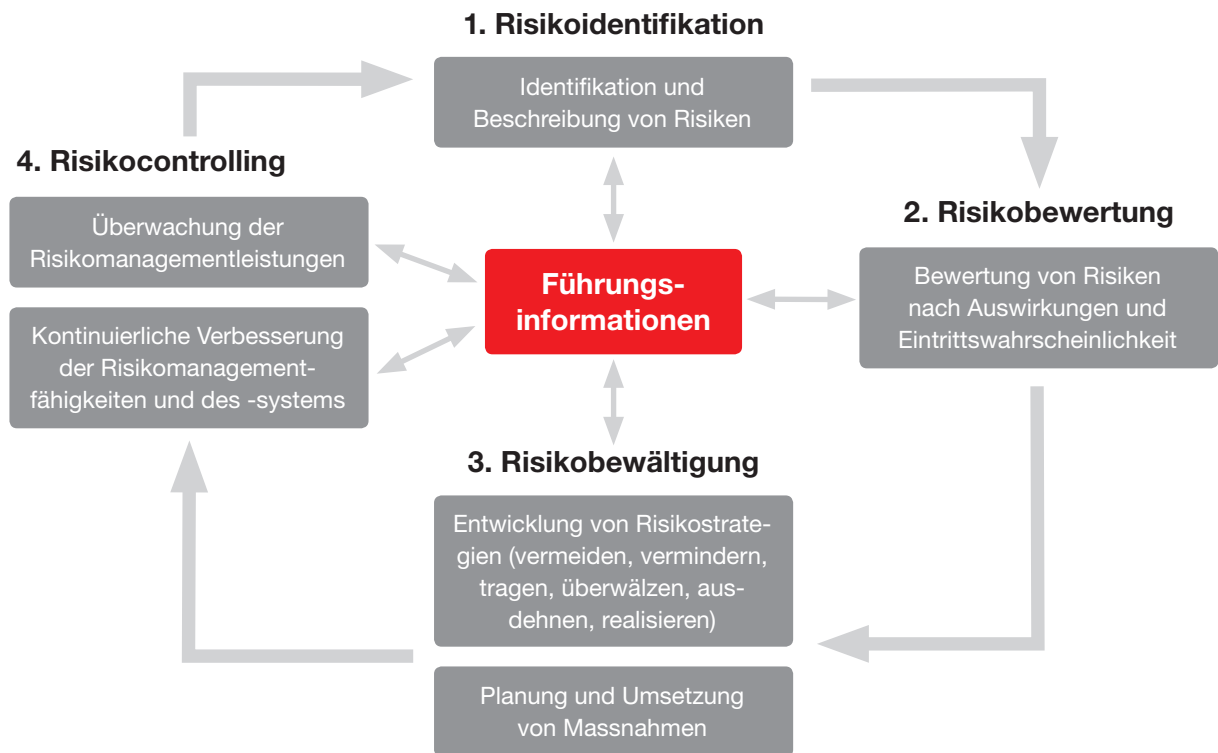 1. Risikoidentifikation
Identifikation und
Beschreibung von Risiken
4. Risikocontrolling
Überwachung der
Risikomanagementleistungen
Kontinuierliche Verbesserung
der Risikomanagement-
fähigkeiten und des -systems
Führungs-
informationen
2. Risikobewertung
Bewertung von Risiken
nach Auswirkungen und
Eintrittswahrscheinlichkeit
3. Risikobewältigung
Entwicklung von Risikostrate-
gien (vermeiden, vermindern,
tragen, überwälzen, aus-
dehnen, realisieren)
Planung und Umsetzung
von Massnahmen